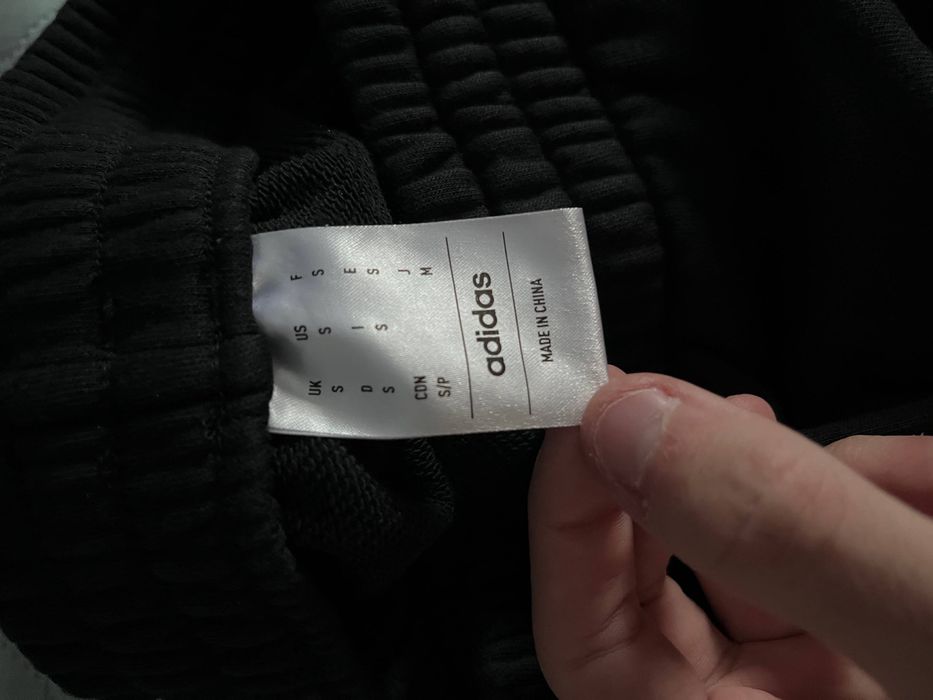 UK US F
S S S
D I E
S S S
CDN J
S/P M
adidas
MADE IN CHINA